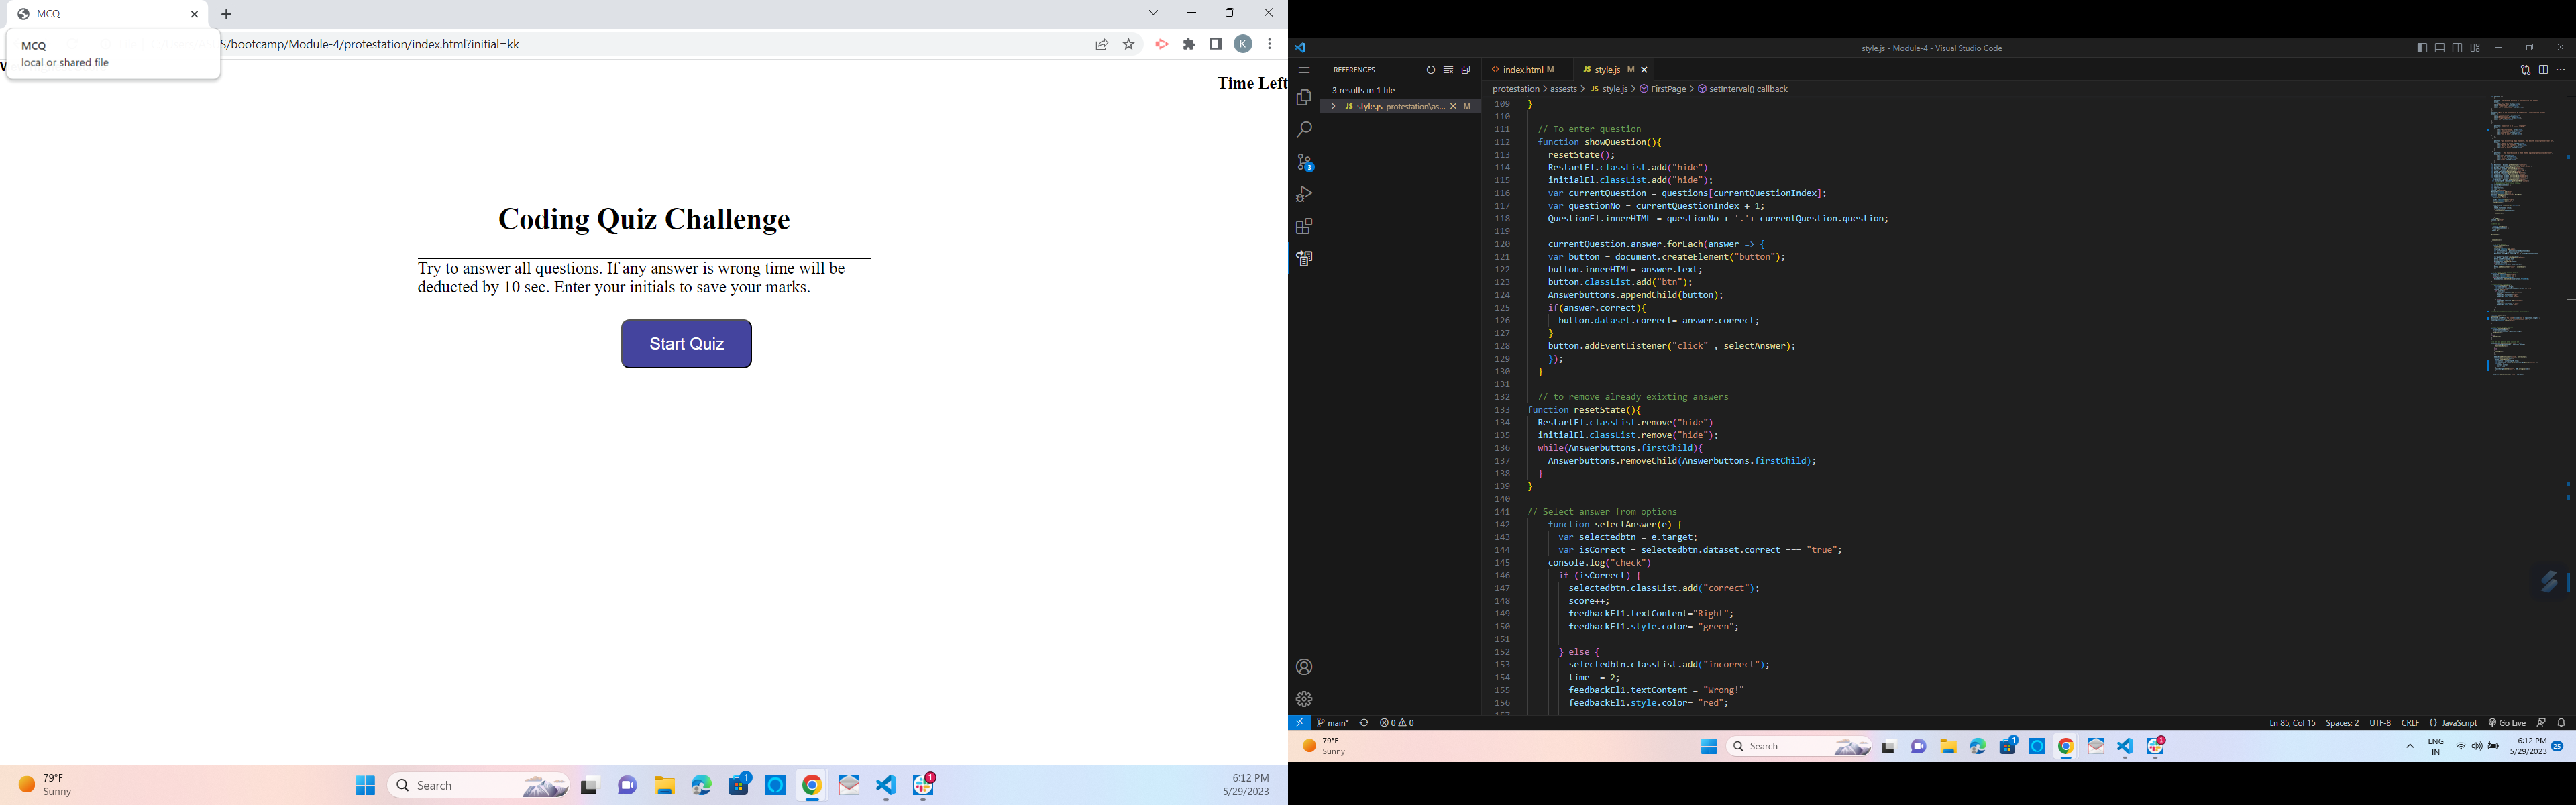 MCQ
MCQ
local or shared file
S/bootcamp/Module-4/protestation/index.html?initial=kk
K
Time Left
Coding Quiz Challenge
Try to answer all questions. If any answer is wrong time will be
deducted by 10 sec. Enter your initials to save your marks.
Start Quiz
79°F
Sunny
Search
1
1
6:12 PM
5/29/2023
style.js - Module-4 - Visual Studio Code
REFERENCES
3 results in 1 file
JS style.js protestation\as... M
3
index.html M
JS style.js M
protestation > assests > JS style.js > FirstPage > setInterval() callback
109 }
110
111 // To enter question
112 function showQuestion(){
113 resetState();
114 RestartEl.classList.add("hide")
115 initialEl.classList.add("hide");
116 var currentQuestion = questions[currentQuestionIndex];
117 var questionNo = currentQuestionIndex + 1;
118 QuestionEl.innerHTML = questionNo + '.'+ currentQuestion.question;
119
120 currentQuestion.answer.forEach(answer => {
121 var button = document.createElement("button");
122 button.innerHTML= answer.text;
123 button.classList.add("btn");
124 Answerbuttons.appendChild(button);
125 if(answer.correct){
126 button.dataset.correct= answer.correct;
127 }
128 button.addEventListener("click" , selectAnswer);
129 });
130 }
131
132 // to remove already exixting answers
133 function resetState(){
134 RestartEl.classList.remove("hide")
135 initialEl.classList.remove("hide");
136 while(Answerbuttons.firstChild){
137 Answerbuttons.removeChild(Answerbuttons.firstChild);
138 }
139 }
140
141 // Select answer from options
142 function selectAnswer(e) {
143 var selectedbtn = e.target;
144 var isCorrect = selectedbtn.dataset.correct === "true";
145 console.log("check")
146 if (isCorrect) {
147 selectedbtn.classList.add("correct");
148 score++;
149 feedbackEl1.textContent="Right";
150 feedbackEl1.style.color= "green";
151
152 } else {
153 selectedbtn.classList.add("incorrect");
154 time -= 2;
155 feedbackEl1.textContent = "Wrong!"
156 feedbackEl1.style.color= "red";
main*
0 0
Ln 85, Col 15
Spaces: 2
UTF-8
CRLF
{} JavaScript
Go Live
79°F
Sunny
Search
1
1
ENG
IN
6:12 PM
5/29/2023
25